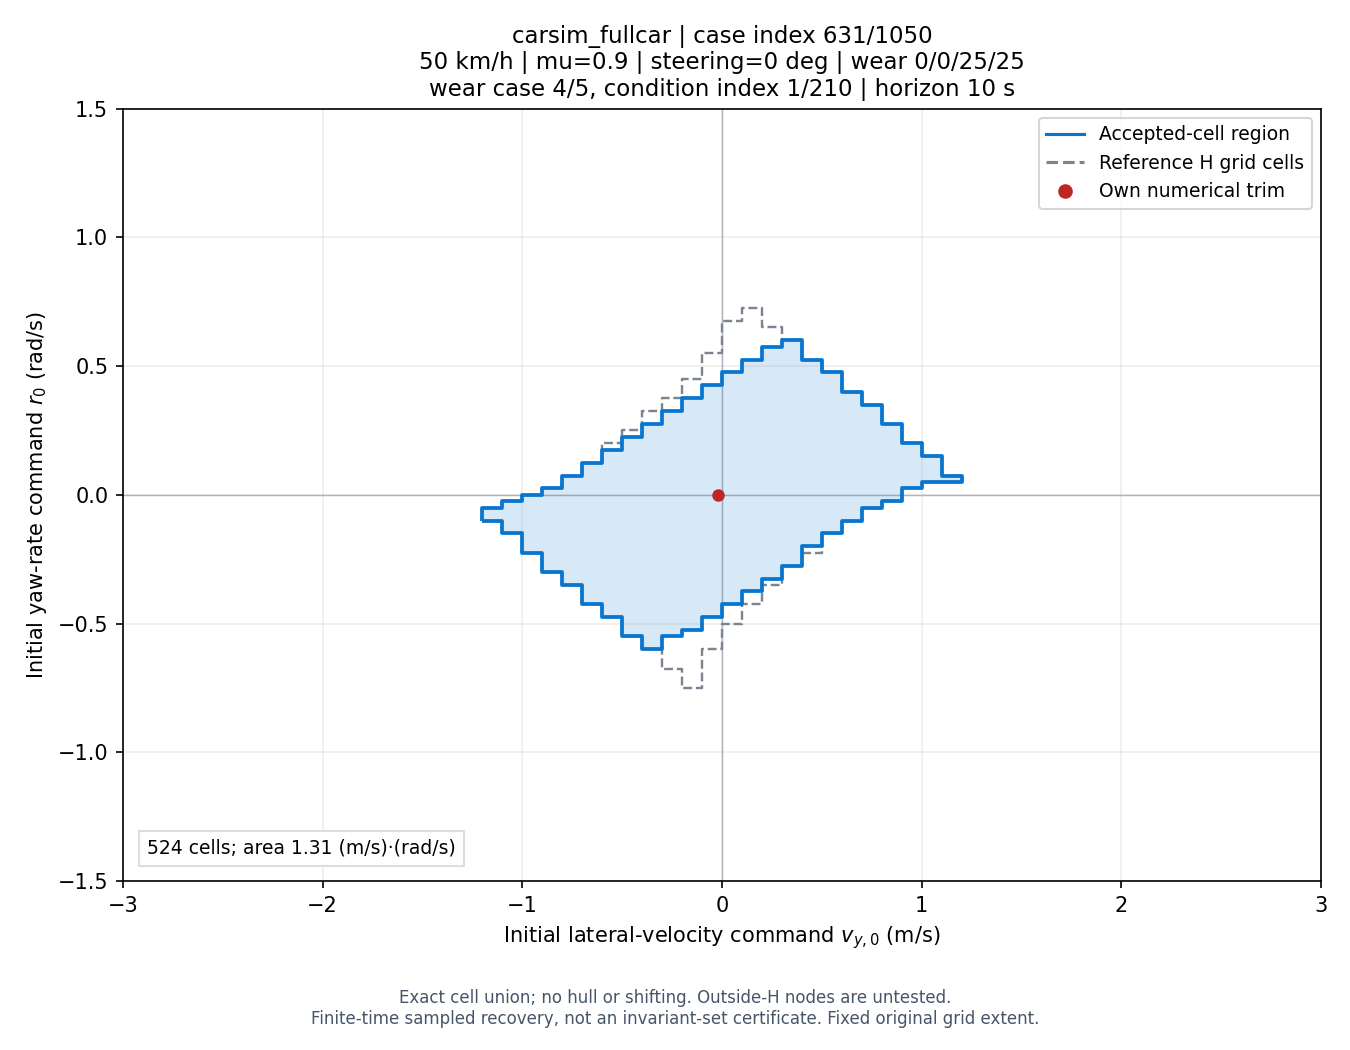 carsim_fullcar | case index 631/1050
50 km/h | mu=0.9 | steering=0 deg | wear 0/0/25/25
wear case 4/5, condition index 1/210 | horizon 10 s
Accepted-cell region
Reference H grid cells
Own numerical trim
1.5
1.0
0.5
0.0
−0.5
−1.0
−1.5
Initial yaw-rate command r0 (rad/s)
524 cells; area 1.31 (m/s)·(rad/s)
−3
−2
−1
0
1
2
3
Initial lateral-velocity command vy,0 (m/s)
Exact cell union; no hull or shifting. Outside-H nodes are untested.
Finite-time sampled recovery, not an invariant-set certificate. Fixed original grid extent.